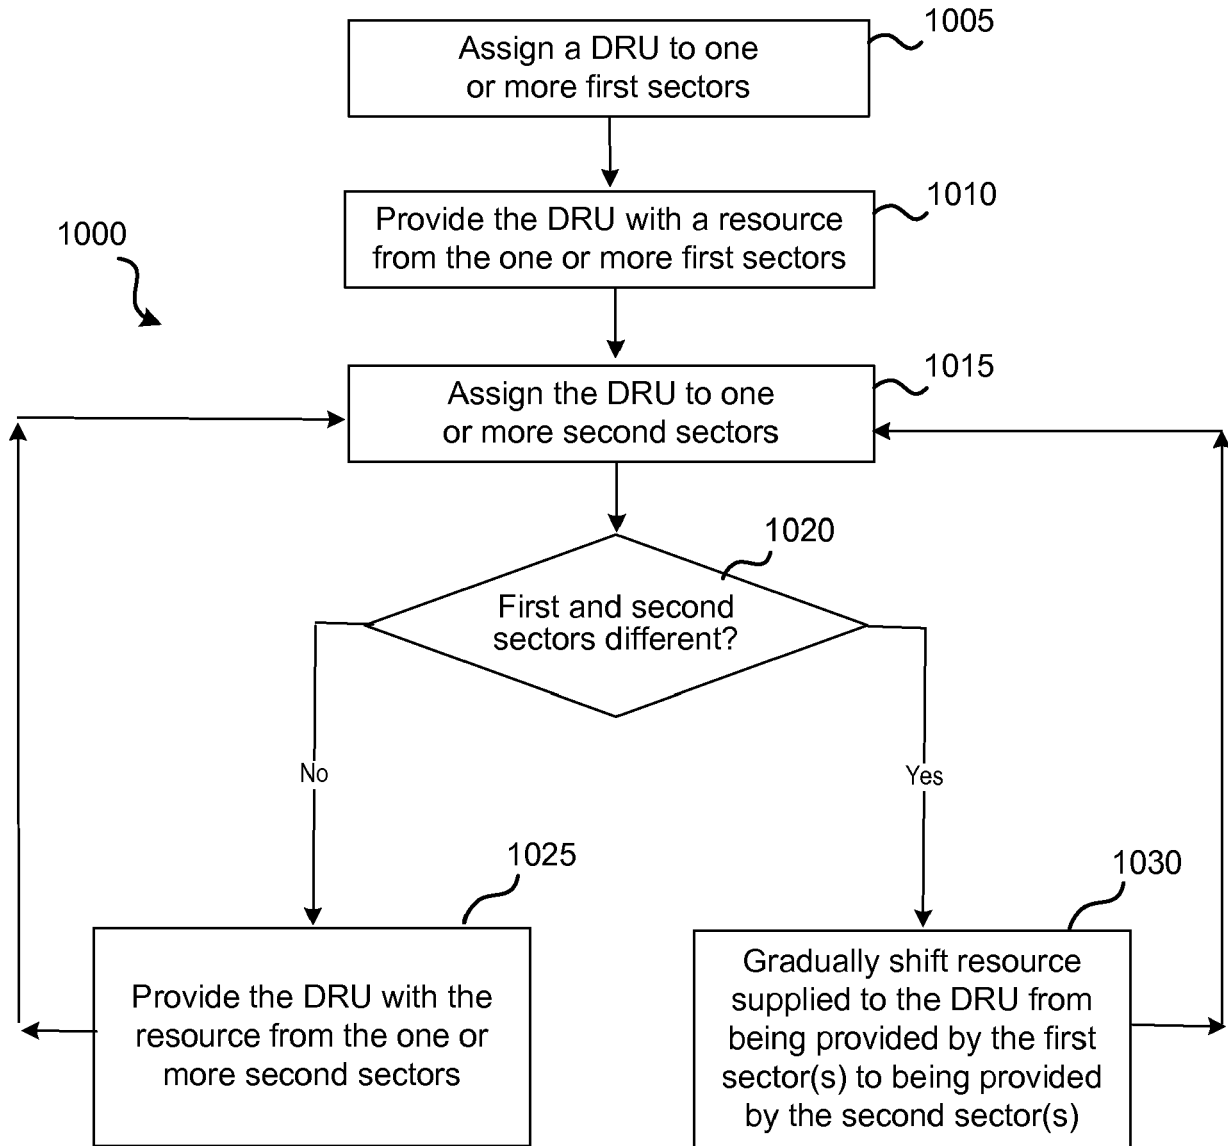 1005
Assign a DRU to one
or more first sectors
1010
Provide the DRU with a resource
from the one or more first sectors
1000
1015
Assign the DRU to one
or more second sectors
1020
First and second
sectors different?
No
Yes
1025
Provide the DRU with the
resource from the one or
more second sectors
1030
Gradually shift resource
supplied to the DRU from
being provided by the first
sector(s) to being provided
by the second sector(s)